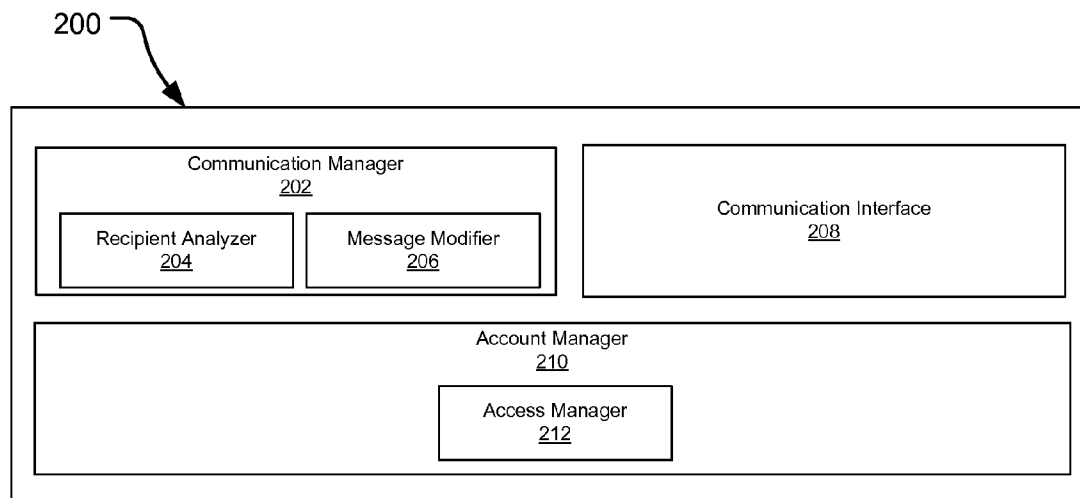 200
Communication Manager
202
Recipient Analyzer
204
Message Modifier
206
Communication Interface
208
Account Manager
210
Access Manager
212